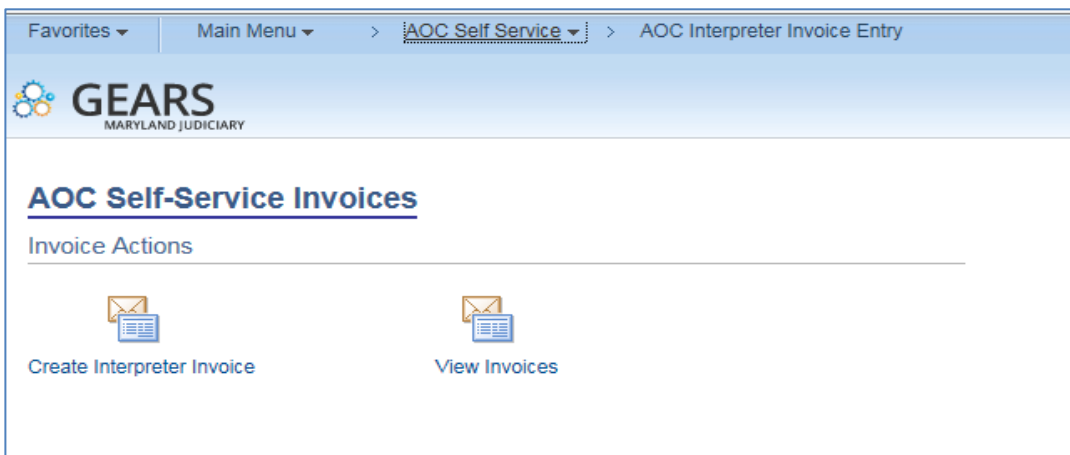 Favorites Main Menu > AOC Self Service > AOC Interpreter Invoice Entry
GEARS
MARYLAND JUDICIARY
AOC Self-Service Invoices
Invoice Actions
Create Interpreter Invoice View Invoices